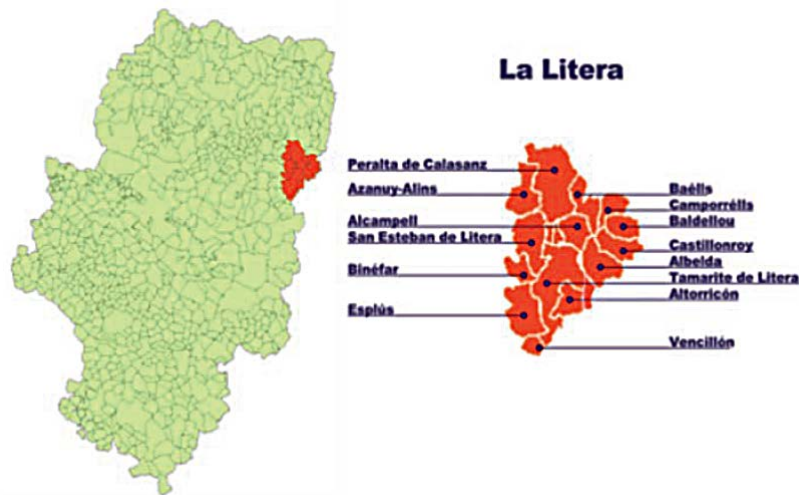 La Litera
Peralta de Calasanz
Azanuy-Alins
Alcampell
San Esteban de Litera
Binéfar
Esplús
Baélls
Camporrélls
Baldellou
Castillonroy
Albelda
Tamarite de Litera
Altorricón
Vencillón